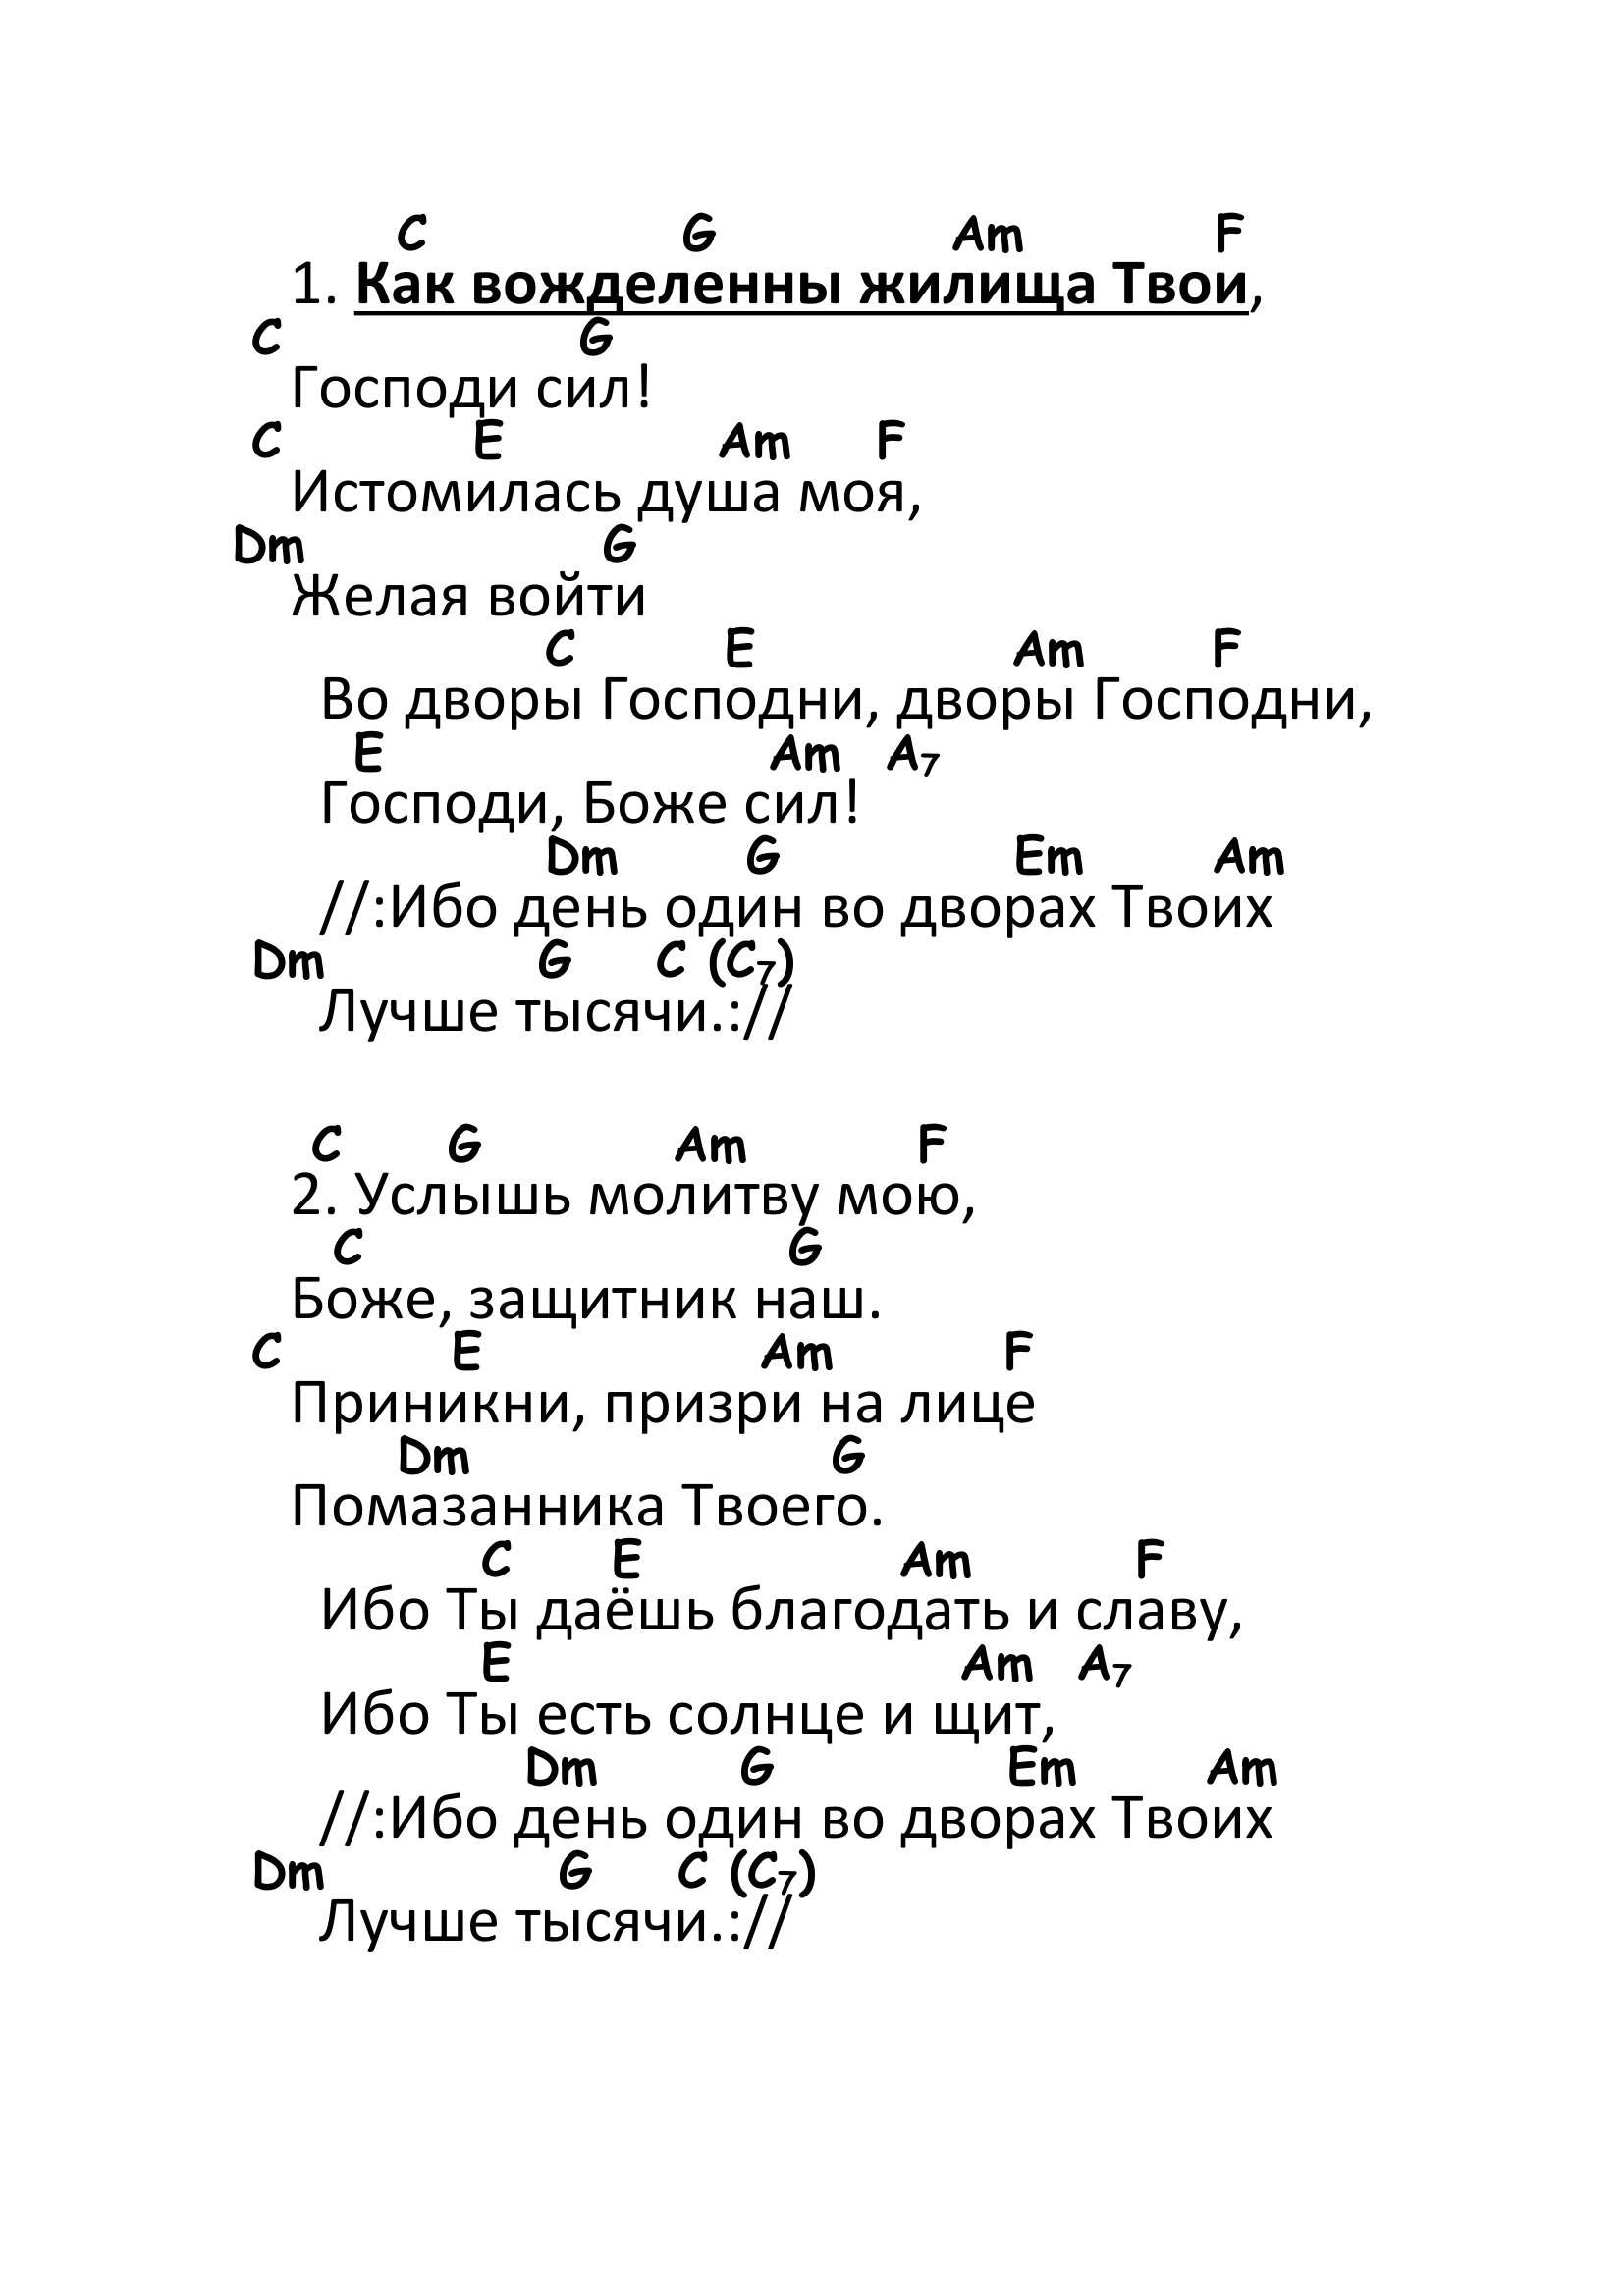 C G Am F
1. Как вожделенны жилища Твои,
C G
Господи сил!
C E Am F
Истомилась душа моя,
Dm G
Желая войти
C E Am F
Во дворы Господни, дворы Господни,
E Am A7
Господи, Боже сил!
Dm G Em Am
//:Ибо день один во дворах Твоих
Dm G C (C7)
Лучше тысячи.://
C G Am F
2. Услышь молитву мою,
C G
Боже, защитник наш.
C E Am F
Приникни, призри на лице
Dm G
Помазанника Твоего.
C E Am F
Ибо Ты даёшь благодать и славу,
E Am A7
Ибо Ты есть солнце и щит,
Dm G Em Am
//:Ибо день один во дворах Твоих
Dm G C (C7)
Лучше тысячи.://